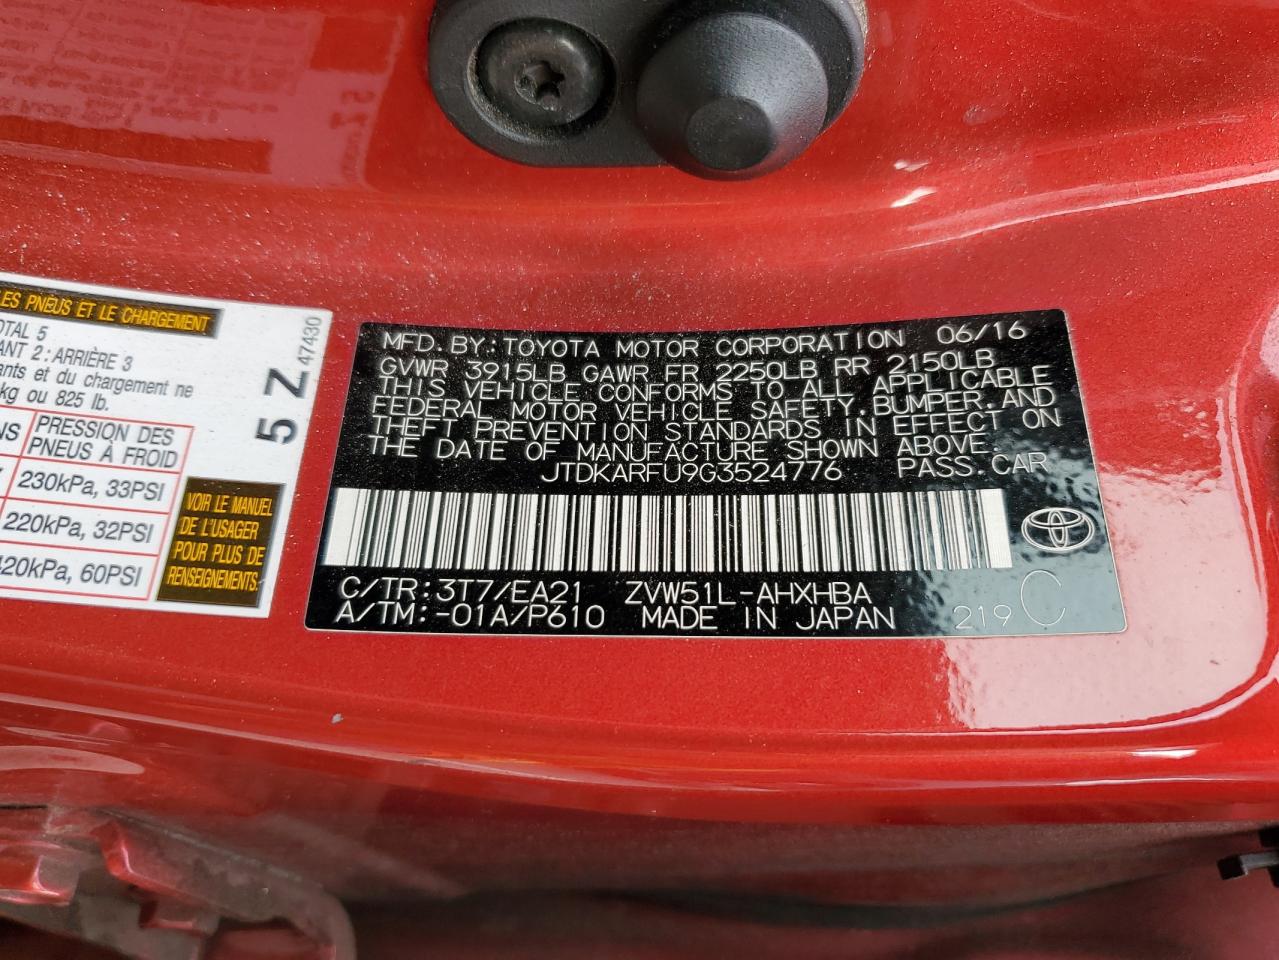 LES PNEUS ET LE CHARGEMENT
OTAL 5
ANT 2 : ARRIÈRE 3
ants et du chargement ne
kg ou 825 lb.
NS PRESSION DES
PNEUS À FROID
230kPa, 33PSI
220kPa, 32PSI
420kPa, 60PSI
5 Z 47430
VOIR LE MANUEL
DE L'USAGER
POUR PLUS DE
RENSEIGNEMENTS.
MFD. BY: TOYOTA MOTOR CORPORATION 06/16
GVWR 3915LB GAWR FR 2250LB RR 2150LB
THIS VEHICLE CONFORMS TO ALL APPLICABLE
FEDERAL MOTOR VEHICLE SAFETY, BUMPER, AND
THEFT PREVENTION STANDARDS IN EFFECT ON
THE DATE OF MANUFACTURE SHOWN ABOVE.
JTDKARFU9G3524776 PASS. CAR
C/TR: 3T7/EA21 ZVW51L-AHXHBA
A/TM: -01A/P610 MADE IN JAPAN 219 C